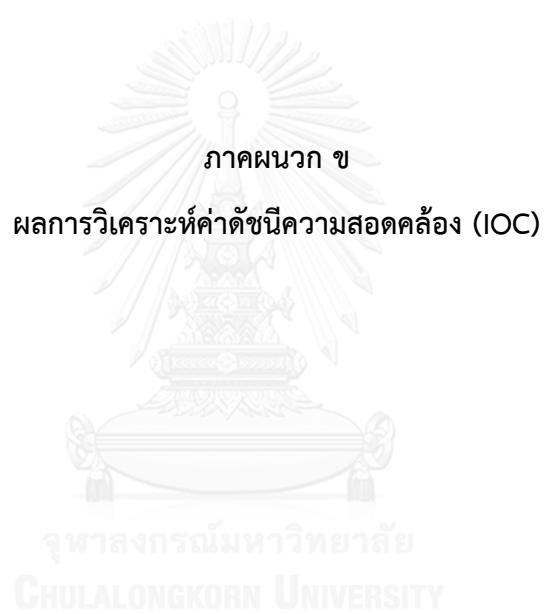 ภาคผนวก ข
ผลการวิเคราะห์ค่าดัชนีความสอดคล้อง (IOC)
จุฬาลงกรณ์มหาวิทยาลัย
CHULALONGKORN UNIVERSITY